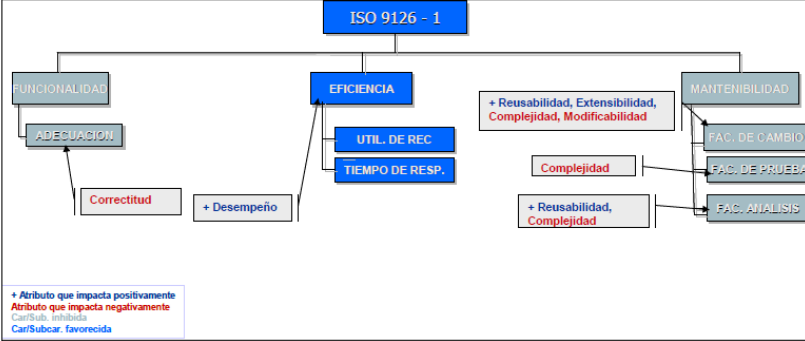 ISO 9126 - 1
FUNCIONALIDAD
EFICIENCIA
MANTENIBILIDAD
ADECUACION
+ Reusabilidad, Extensibilidad,
Complejidad, Modificabilidad
UTIL. DE REC
FAC. DE CAMBIO
TIEMPO DE RESP.
Complejidad
FAC. DE PRUEBA
Correctitud
+ Desempeño
+ Reusabilidad,
Complejidad
FAC. ANALISIS
+ Atributo que impacta positivamente
Atributo que impacta negativamente
Car/Sub. inhibida
Car/Subcar. favorecida